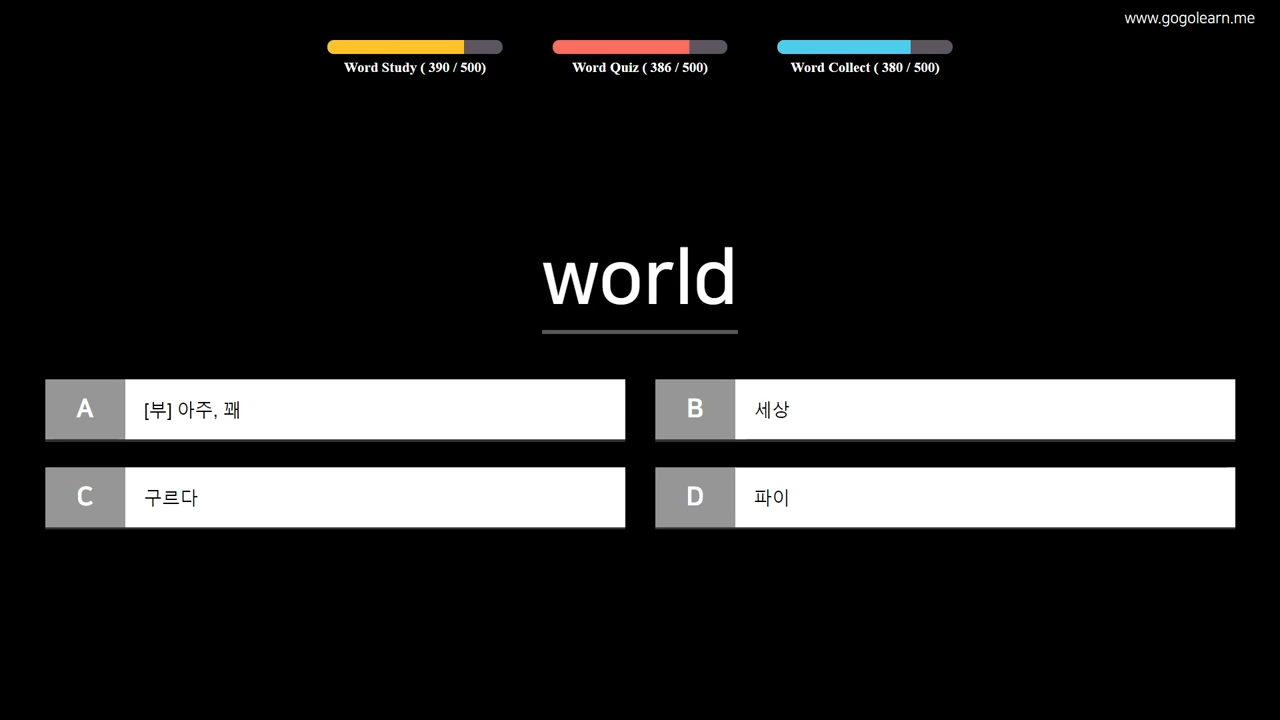 www.gogolearn.me
Word Study ( 390 / 500)
Word Quiz ( 386 / 500)
Word Collect ( 380 / 500)
world
A [부] 아주, 꽤
B 세상
C 구르다
D 파이